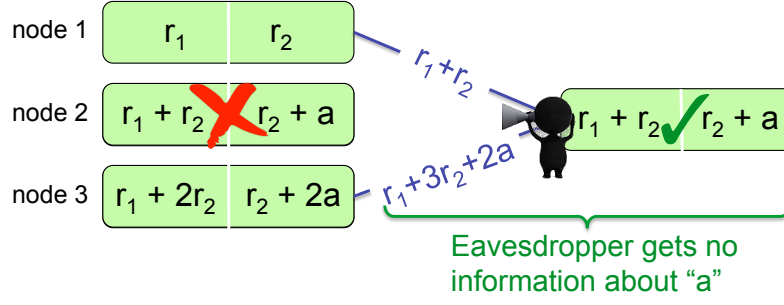 node 1
r₁ r₂
r₁+r₂
node 2
r₁ + r₂ r₂ + a
r₁ + r₂ r₂ + a
node 3
r₁ + 2r₂ r₂ + 2a
r₁+3r₂+2a
Eavesdropper gets no
information about “a”